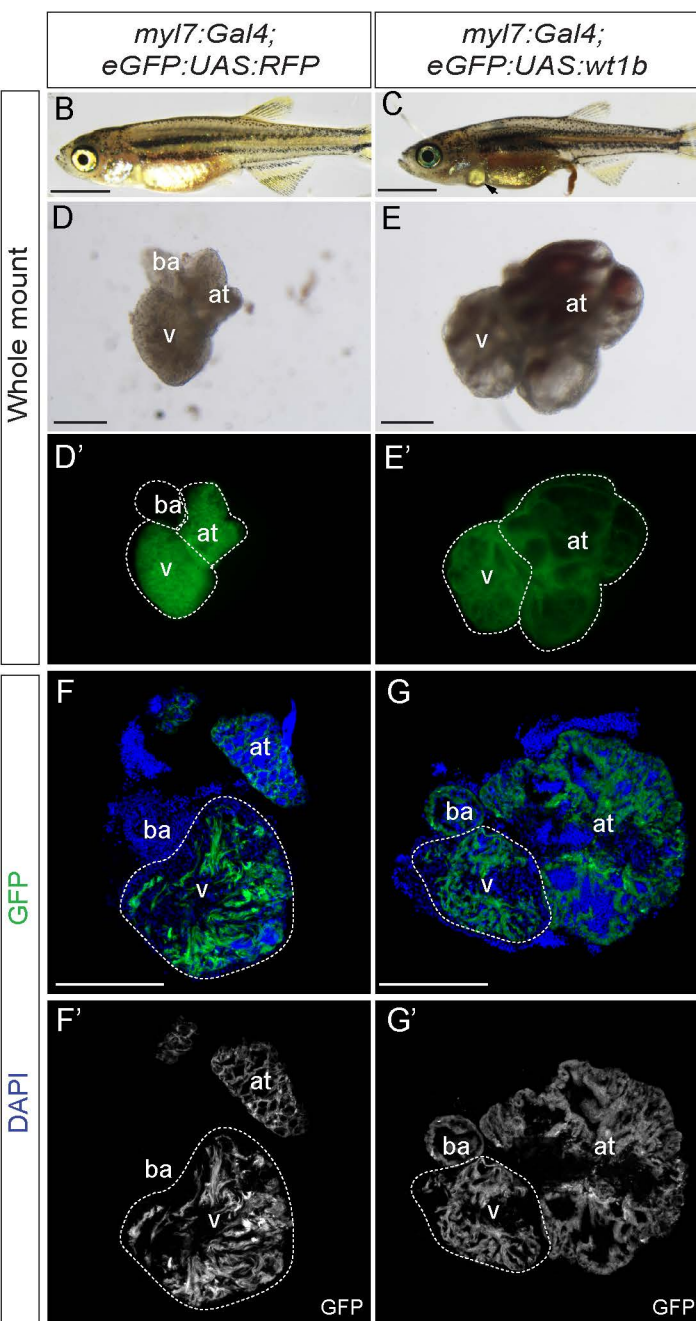 myl7:Gal4;
eGFP:UAS:RFP
myl7:Gal4;
eGFP:UAS:wt1b
Whole mount
B
C
D
ba
at
v
E
at
v
D'
ba
at
v
E'
at
v
GFP
DAPI
F
at
ba
v
G
ba
at
v
F'
at
ba
v
GFP
G'
ba
at
v
GFP